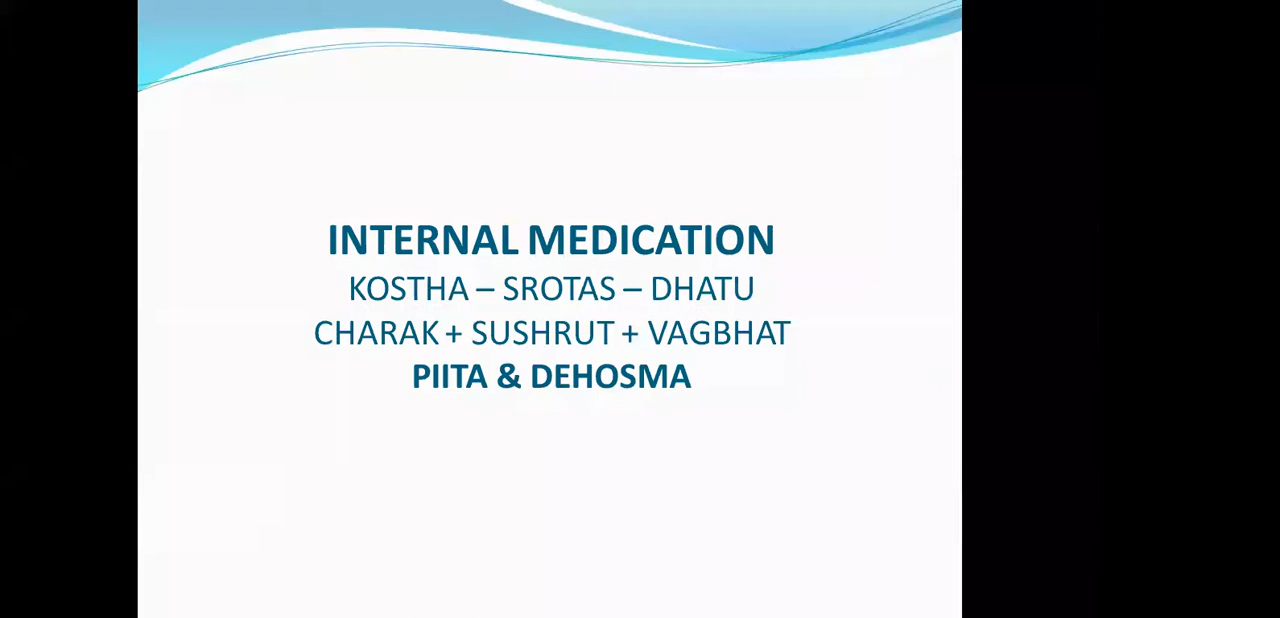 INTERNAL MEDICATION
KOSTHA – SROTAS – DHATU
CHARAK + SUSHRUT + VAGBHAT
PIITA & DEHOSMA